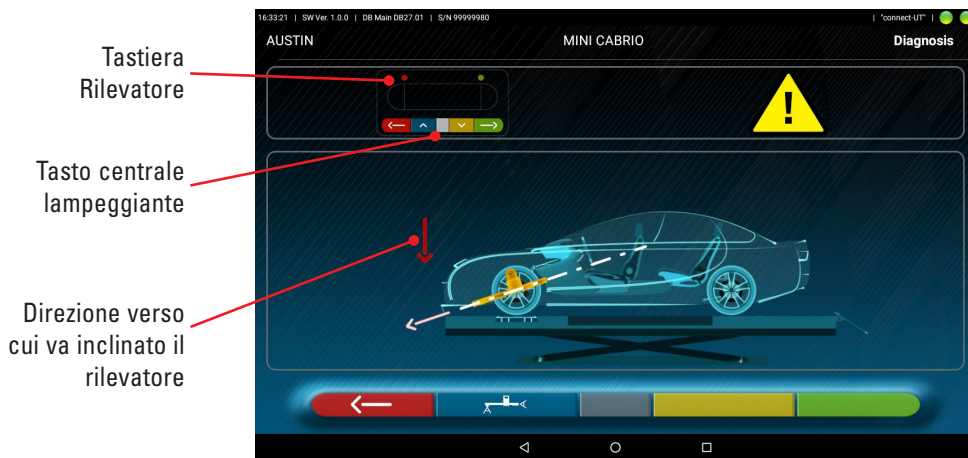 16:33:21 | SW Ver. 1.0.0 | DB Main DB27.01 | S/N 99999980 | "connect-UT" |
AUSTIN MINI CABRIO Diagnosis
Tastiera
Rilevatore
Tasto centrale
lampeggiante
Direzione verso
cui va inclinato il
rilevatore